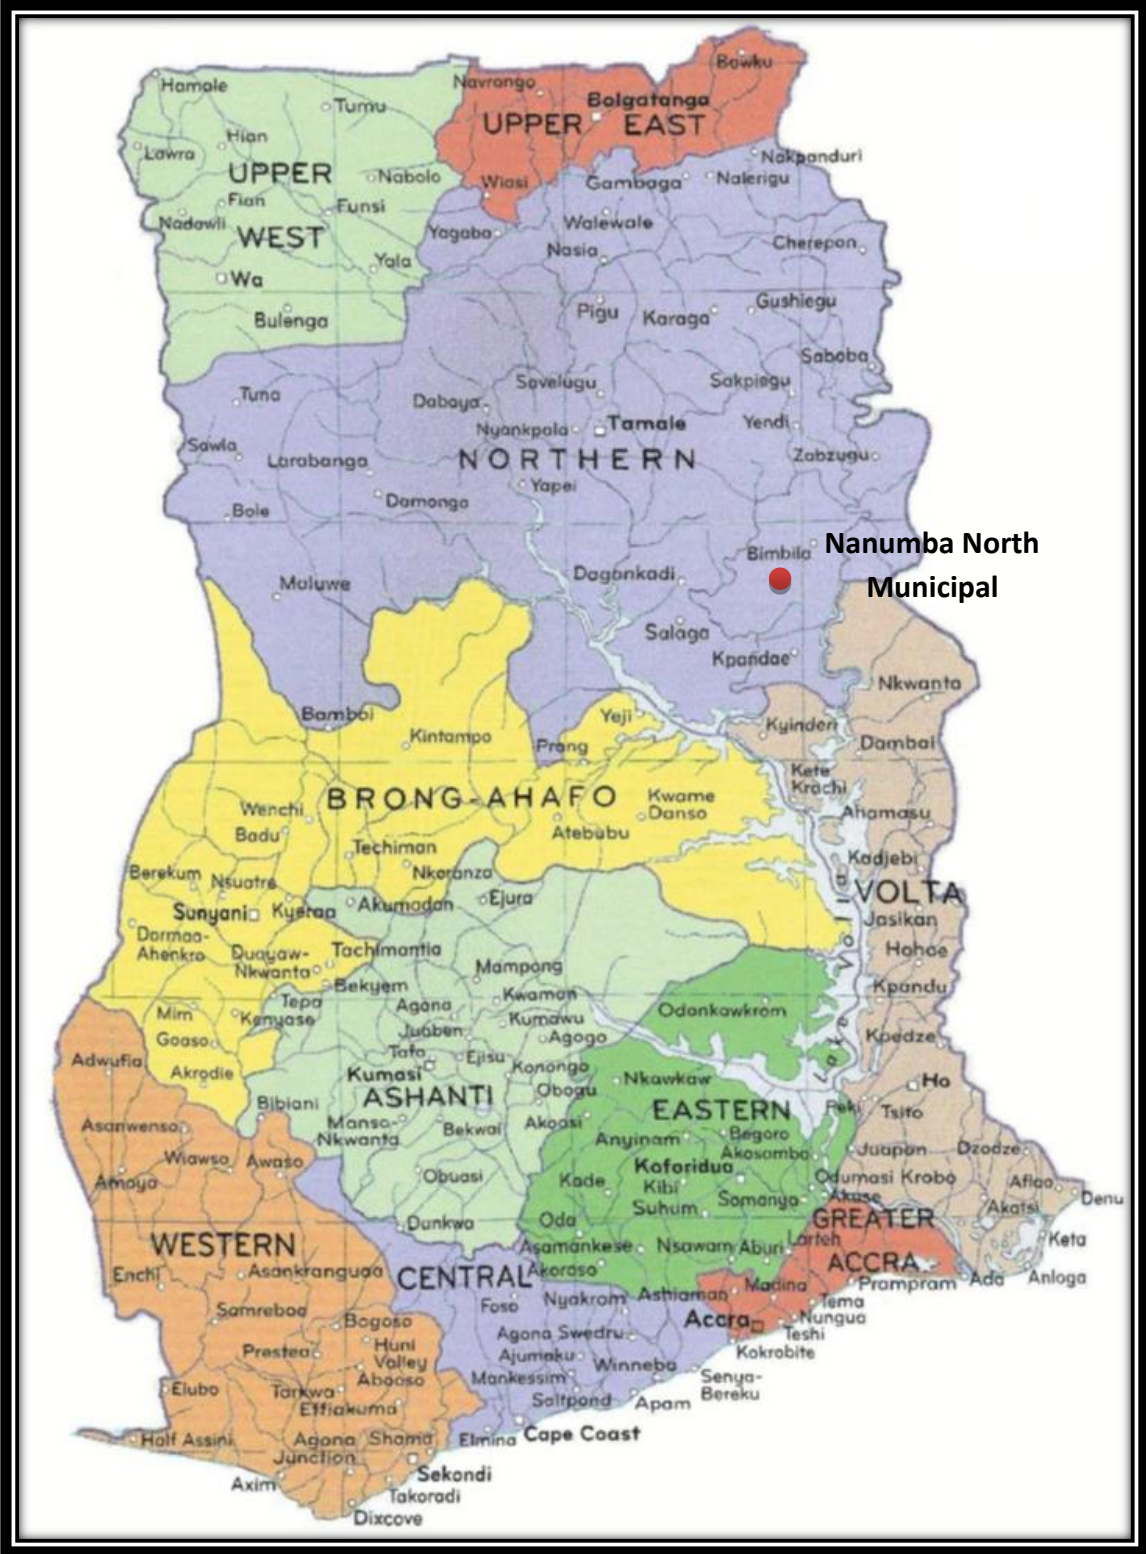 Bawku
Hamale
Navrongo
Tumu
Bolgatanga
UPPER EAST
Hian
Lawra
Nakpanduri
UPPER
Nabolo
Wiasi
Gambaga
Nalerigu
Fian
Funsi
Nadawli
Walewale
WEST
Yagaba
Nasia
Cherepon
Yala
Wa
Pigu
Gushiegu
Karaga
Bulenga
Saboba
Savelugu
Sakpiegu
Tuna
Dabaya
Nyankpala
Tamale
Yendi
Sawla
Larabanga
NORTHERN
Zabzugu
Yapei
Damongo
Bole
Bimbila
Nanumba North
Municipal
Maluwe
Dagankadi
Salaga
Kpandae
Nkwanta
Bamboi
Yeji
Kyinderi
Kintampo
Prang
Dambai
Kete
Krachi
BRONG-AHAFO
Kwame
Danso
Wenchi
Badu
Atebubu
Ahamasu
Techiman
Kadjebi
Berekum
Nsuatre
Nkoranza
VOLTA
Sunyani
Kyeraa
Akumadan
Ejura
Jasikan
Dormaa-
Ahenkro
Duayaw-
Nkwanta
Tachimantia
Hohoe
Lake Volta
Bekyem
Mampong
Kpandu
Tepa
Kenyase
Agona
Kwaman
Odonkawkrom
Mim
Goaso
Juaben
Kumawu
Agogo
Kpedze
Adwufia
Tafo
Ejisu
Akrodie
Kumasi
Konongo
Nkawkaw
Ho
ASHANTI
Obogu
EASTERN
Bibiani
Peki
Tsito
Asanwenso
Manso-
Nkwanta
Bekwai
Akoasi
Anyinam
Begoro
Akosombo
Juapon
Dzodze
Wiawso
Awaso
Koforidua
Amoya
Obuasi
Kade
Kibi
Odumasi Krobo
Aflao
Denu
Suhum
Somanya
Akuse
Akatsi
Dunkwa
Oda
GREATER
WESTERN
Asamankese
Nsawam
Aburi
Larteh
Keta
Enchi
Asankranguaa
CENTRAL
Akoroso
ACCRA
Ada
Anloga
Foso
Nyakrom
Ashiaman
Madina
Prampram
Samreboa
Bogoso
Tema
Accra
Nungua
Teshi
Agona Swedru
Prestea
Huni
Valley
Ajumaku
Kokrobite
Abooso
Mankessim
Winneba
Senya-
Bereku
Elubo
Tarkwa
Effiakuma
Saltpond
Apam
Half Assini
Agona
Junction
Shama
Elmina
Cape Coast
Sekondi
Axim
Takoradi
Dixcove